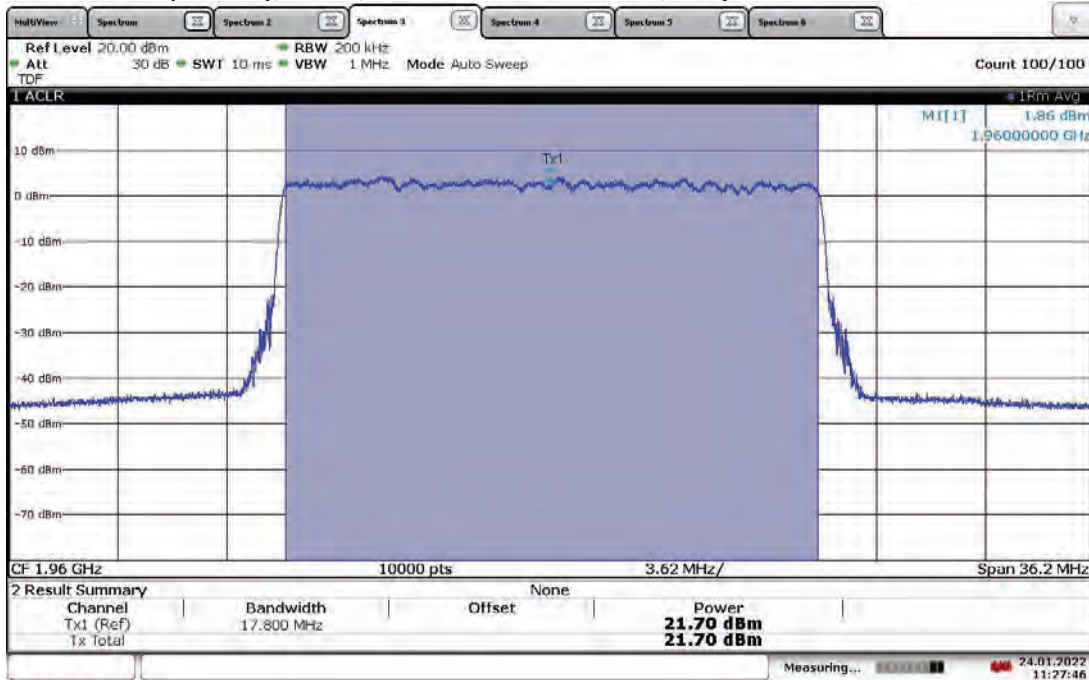 MultiView Spectrum Spectrum 2 Spectrum 3 Spectrum 4 Spectrum 5 Spectrum 6
Ref Level 20.00 dBm RBW 200 kHz
Att 30 dB SWT 10 ms VBW 1 MHz Mode Auto Sweep Count 100/100
TDF
1 ACLR 1Rm Avg
M1[1] 1.86 dBm
1.96000000 GHz
10 dBm
Tx1
0 dBm
-10 dBm
-20 dBm
-30 dBm
-40 dBm
-50 dBm
-60 dBm
-70 dBm
CF 1.96 GHz 10000 pts 3.62 MHz/ Span 36.2 MHz
2 Result Summary None
Channel Bandwidth Offset Power
Tx1 (Ref) 17.800 MHz 21.70 dBm
Tx Total 21.70 dBm
Measuring... 24.01.2022
11:27:46